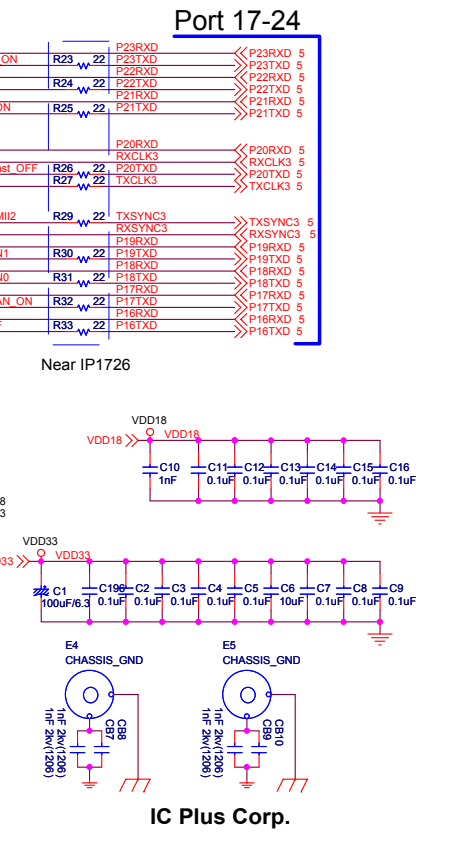 Port 17-24
P23RXD P23RXD 5
ON R23 22 P23TXD P23TXD 5
P22RXD P22RXD 5
R24 22 P22TXD P22TXD 5
P21RXD P21RXD 5
ON R25 22 P21TXD P21TXD 5
P20RXD P20RXD 5
RXCLK3 RXCLK3 5
nst_OFF R26 22 P20TXD P20TXD 5
R27 22 TXCLK3 TXCLK3 5
MII2 R29 22 TXSYNC3 TXSYNC3 5
RXSYNC3 RXSYNC3 5
P19RXD P19RXD 5
N1 R30 22 P19TXD P19TXD 5
P18RXD P18RXD 5
N0 R31 22 P18TXD P18TXD 5
P17RXD P17RXD 5
AN_ON R32 22 P17TXD P17TXD 5
P16RXD P16RXD 5
F R33 22 P16TXD P16TXD 5
Near IP1726
VDD18
VDD18 VDD18
C10 C11 C12 C13 C14 C15 C16
1nF 0.1uF 0.1uF 0.1uF 0.1uF 0.1uF 0.1uF
8
3
VDD33
D33 VDD33
C1 C196 C2 C3 C4 C5 C6 C7 C8 C9
100uF/6.3 0.1uF 0.1uF 0.1uF 0.1uF 0.1uF 10uF 0.1uF 0.1uF 0.1uF
E4 E5
CHASSIS_GND CHASSIS_GND
CB8
CB7
1nF 2kv(1206)
1nF 2kv(1206)
CB10
CB9
1nF 2kv(1206)
1nF 2kv(1206)
IC Plus Corp.